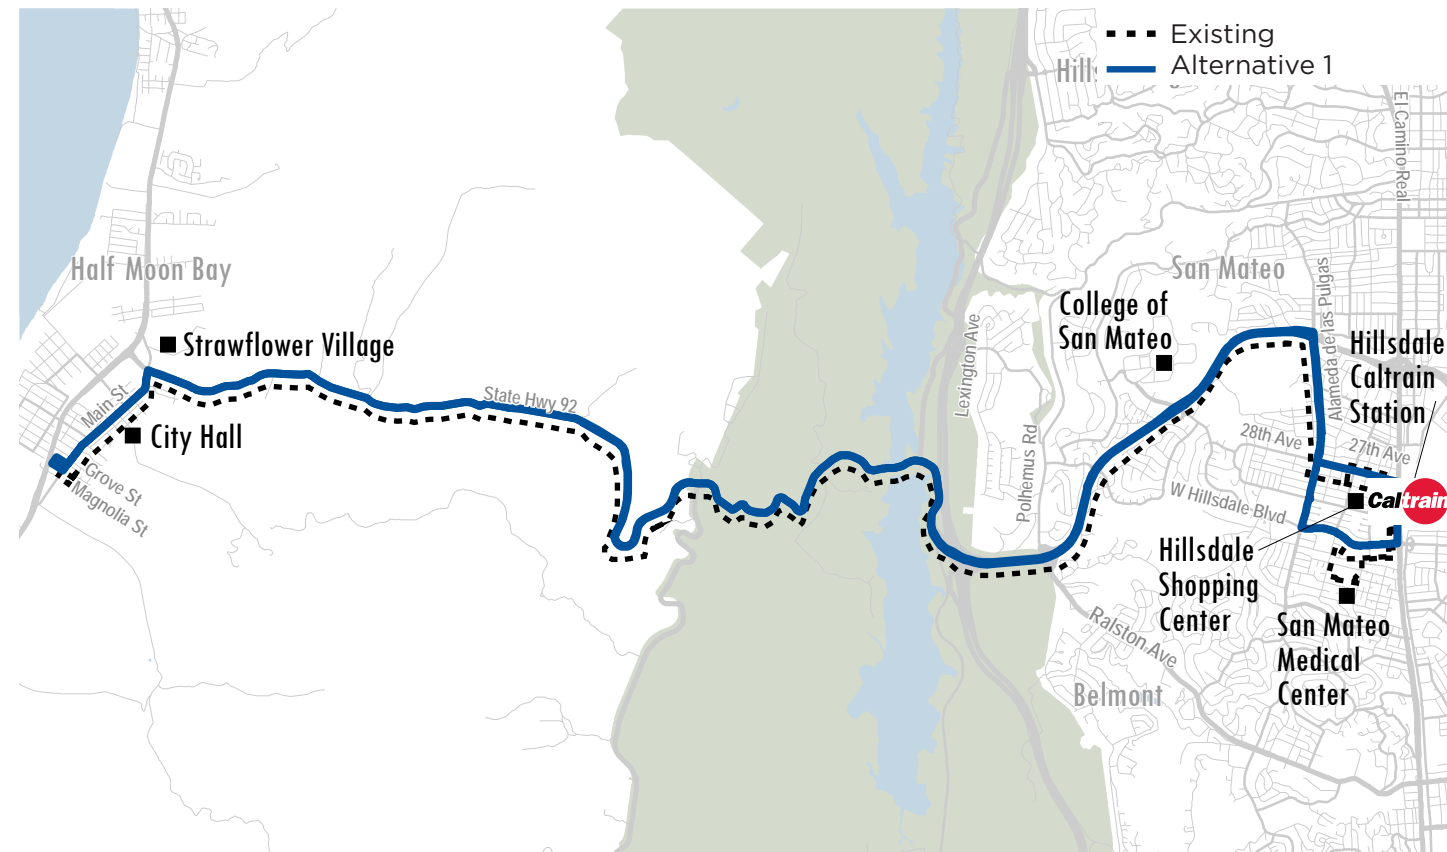 Existing
Alternative 1
Hills
El Camino Real
Half Moon Bay
San Mateo
Alameda de las Pulgas
College of
San Mateo
Strawflower Village
Hillsdale
Caltrain
Station
Lexington Ave
State Hwy 92
Main St
City Hall
28th Ave
27th Ave
Polhemus Rd
Grove St
Magnolia St
W Hillsdale Blvd
Caltrain
Hillsdale
Shopping
Center
Ralston Ave
San Mateo
Medical
Center
Belmont